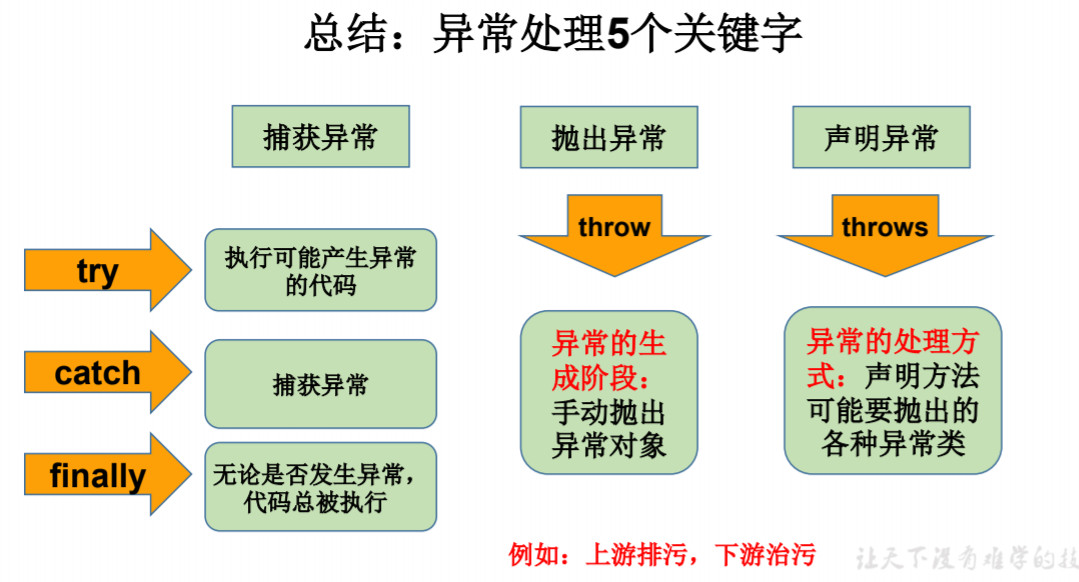 总结：异常处理5个关键字
捕获异常
抛出异常
声明异常
throw
throws
try
执行可能产生异常
的代码
catch
捕获异常
finally
无论是否发生异常，
代码总被执行
异常的生
成阶段：
手动抛出
异常对象
异常的处理方
式：声明方法
可能要抛出的
各种异常类
例如：上游排污，下游治污
让天下没有难学的技